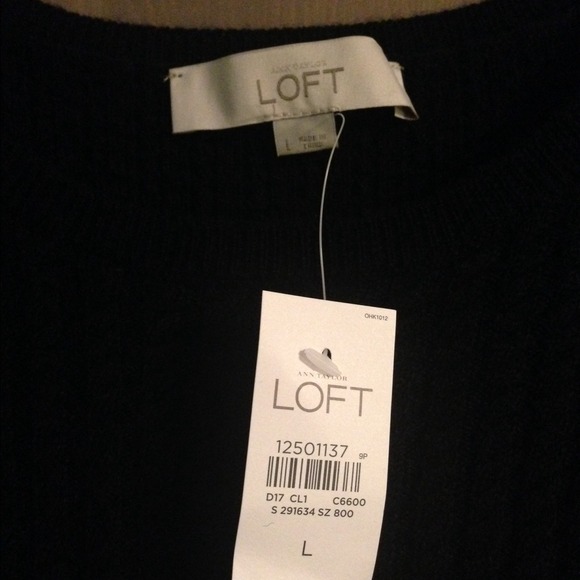 LOFT
L
OHK1012
ANN TAYLOR
LOFT
12501137 9P
D17 CL1 C6600
S 291634 SZ 800
L